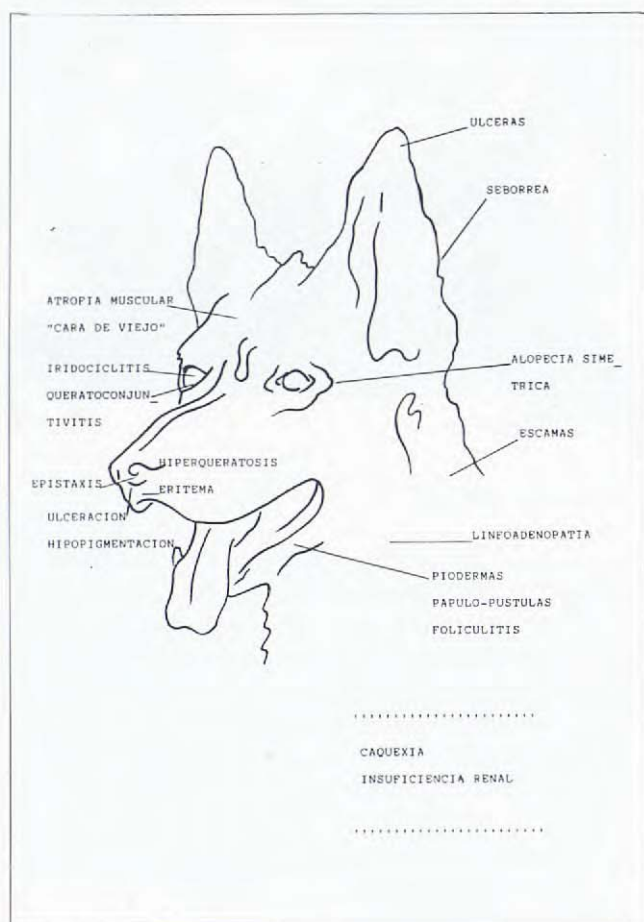 ULCERAS
SEBORREA
ATROFIA MUSCULAR
"CARA DE VIEJO"
IRIDOCICLITIS
QUERATOCONJUN_
TIVITIS
ALOPECIA SIME_
TRICA
ESCAMAS
HIPERQUERATOSIS
EPISTAXIS
ERITEMA
ULCERACION
HIPOPIGMENTACION
LINFOADENOPATIA
PIODERMAS
PAPULO-PUSTULAS
FOLICULITIS
CAQUEXIA
INSUFICIENCIA RENAL